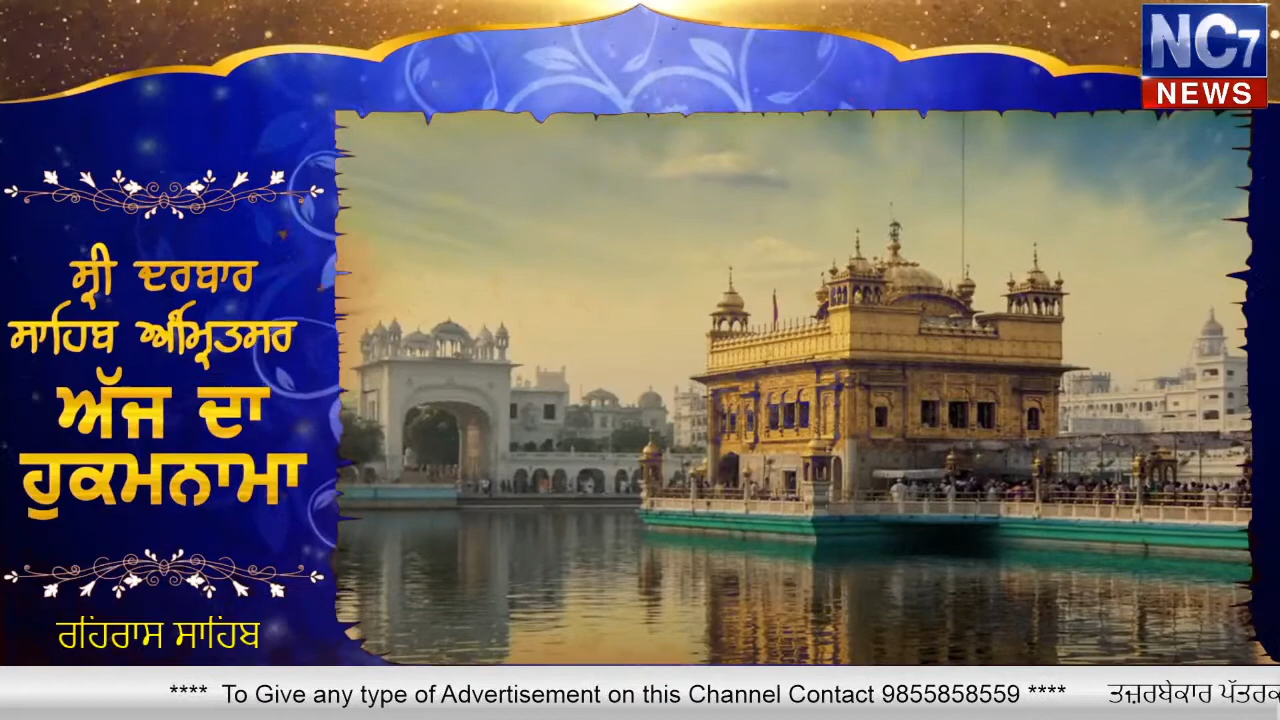 NC7
NEWS
ਸ੍ਰੀ ਦਰਬਾਰ
ਸਾਹਿਬ ਅੰਮ੍ਰਿਤਸਰ
ਅੱਜ ਦਾ
ਹੁਕਮਨਾਮਾ
ਰਹਿਰਾਸ ਸਾਹਿਬ
**** To Give any type of Advertisement on this Channel Contact 9855858559 **** ਤਜ਼ਰਬੇਕਾਰ